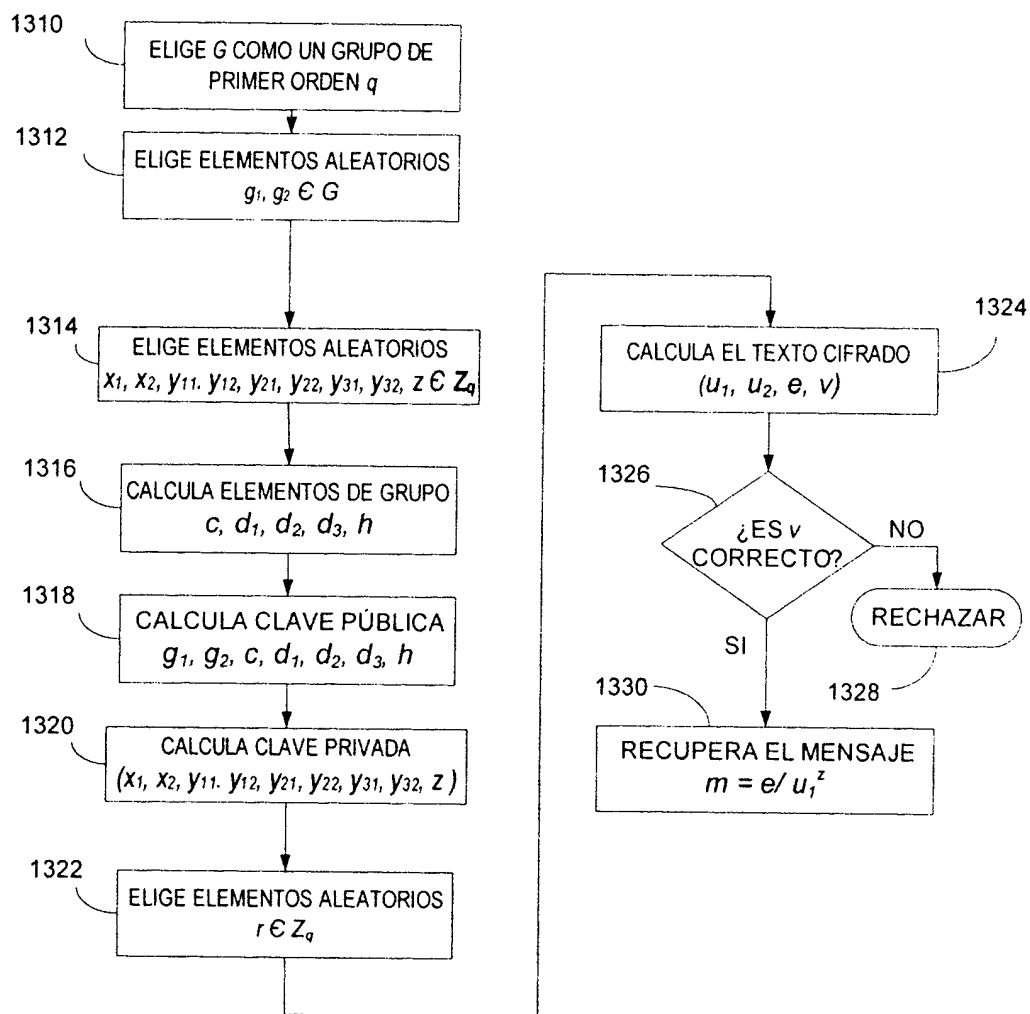 1310
ELIGE G COMO UN GRUPO DE
PRIMER ORDEN q
1312
ELIGE ELEMENTOS ALEATORIOS
g₁, g₂ Є G
1314
ELIGE ELEMENTOS ALEATORIOS
x₁, x₂, y₁₁. y₁₂, y₂₁, y₂₂, y₃₁, y₃₂, z Є Z_q
1316
CALCULA ELEMENTOS DE GRUPO
c, d₁, d₂, d₃, h
1318
CALCULA CLAVE PÚBLICA
g₁, g₂, c, d₁, d₂, d₃, h
1320
CALCULA CLAVE PRIVADA
(x₁, x₂, y₁₁. y₁₂, y₂₁, y₂₂, y₃₁, y₃₂, z )
1322
ELIGE ELEMENTOS ALEATORIOS
r Є Z_q
1324
CALCULA EL TEXTO CIFRADO
(u₁, u₂, e, v)
1326
¿ES v
CORRECTO?
NO
RECHAZAR
1328
SI
1330
RECUPERA EL MENSAJE
m = e/ u₁ᶻ